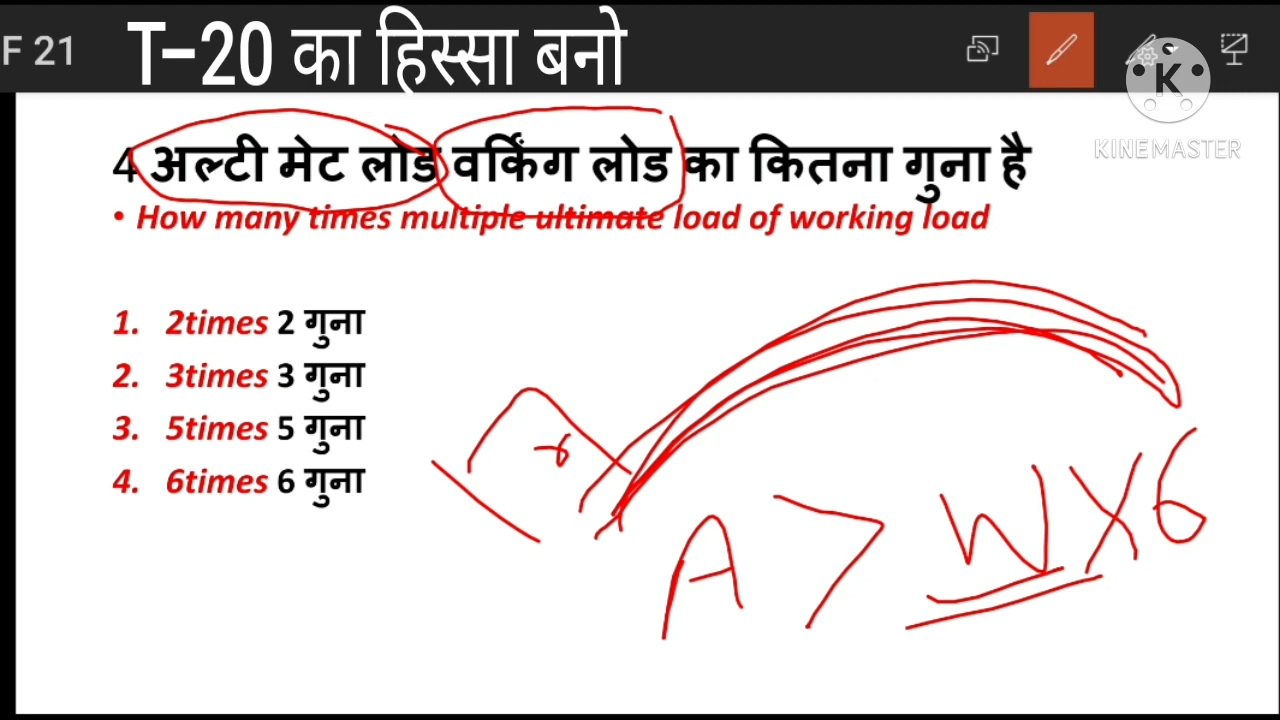 F 21 T-20 का हिस्सा बनो
K
KINEMASTER
4 अल्टी मेट लोड वर्किंग लोड का कितना गुना है
• How many times multiple ultimate load of working load
1. 2times 2 गुना
2. 3times 3 गुना
3. 5times 5 गुना
4. 6times 6 गुना
6
A > W X 6